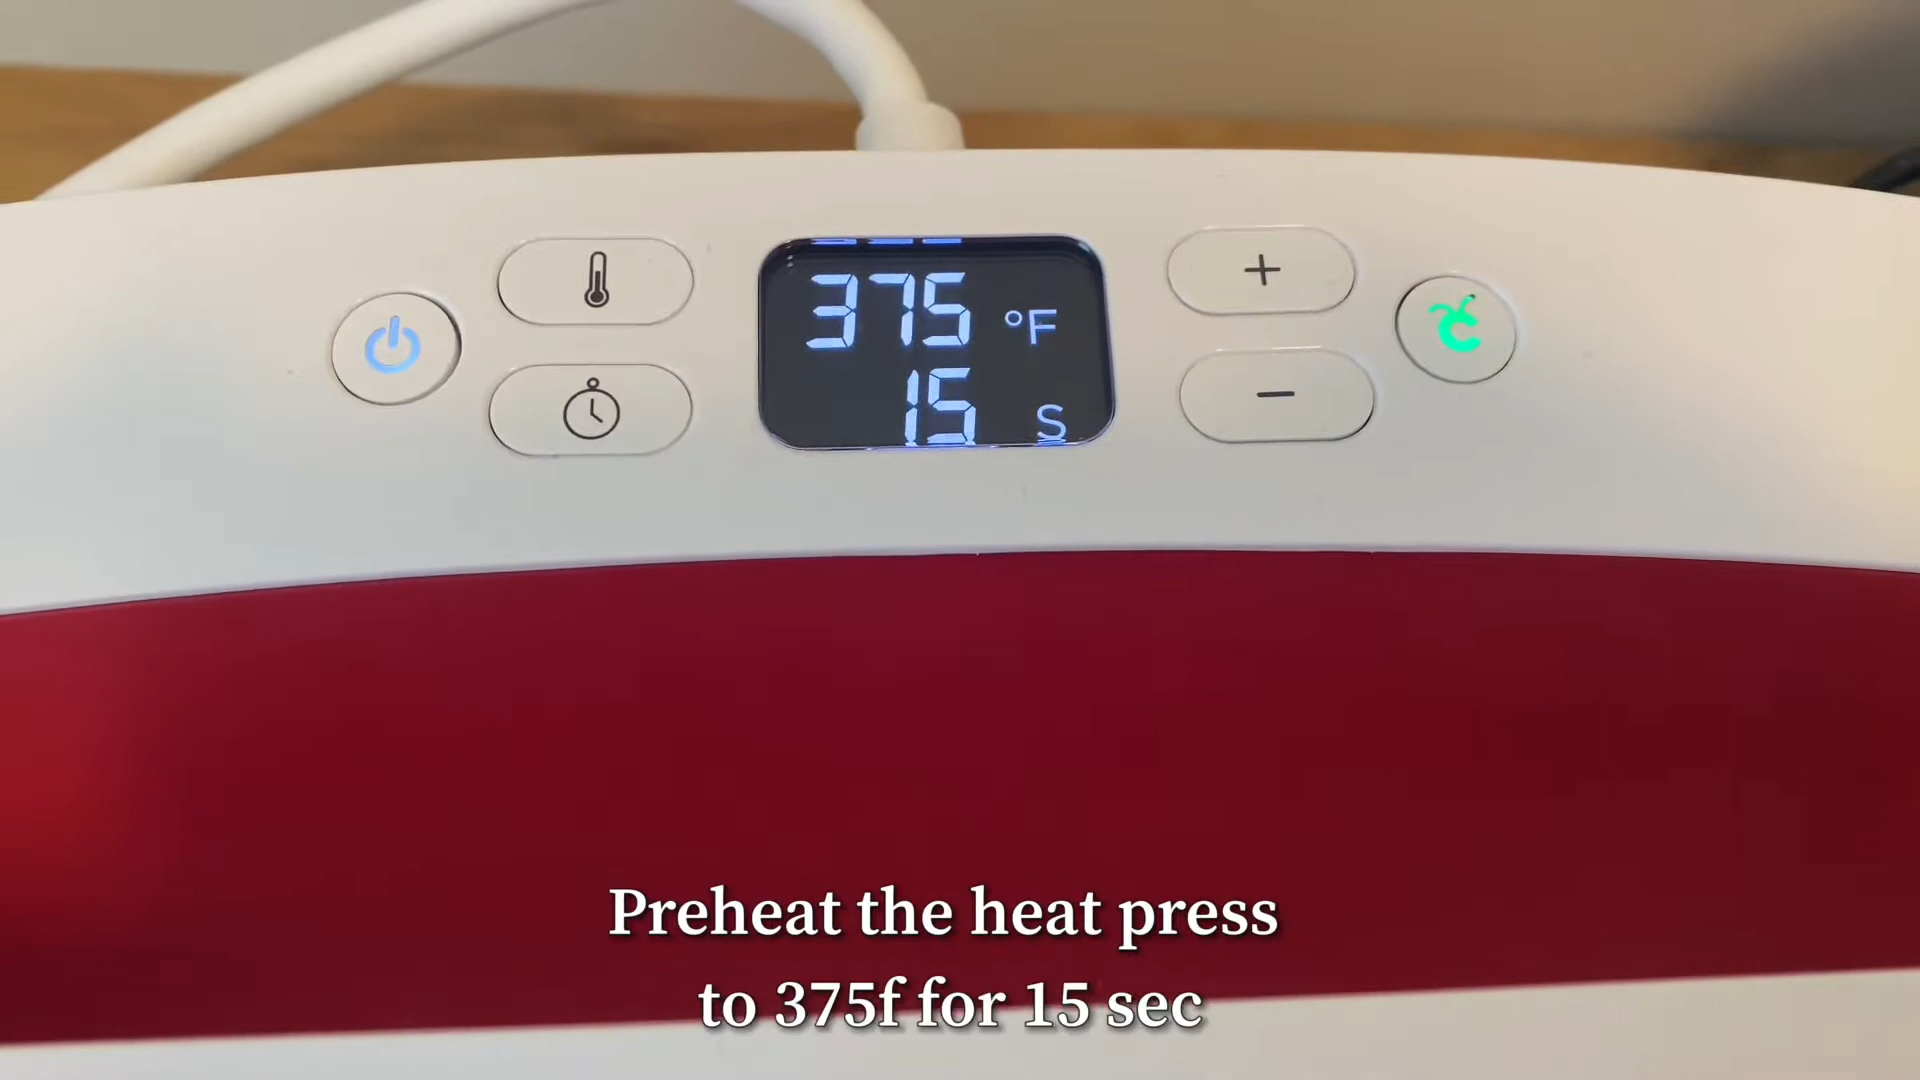 375 °F
15 S
Preheat the heat press
to 375f for 15 sec